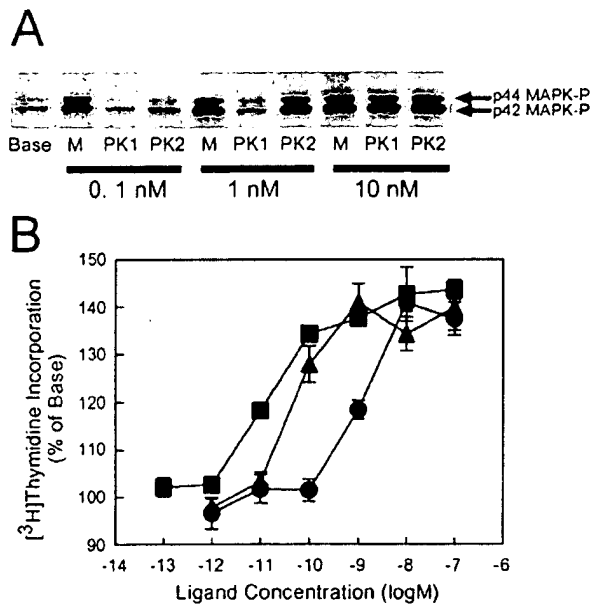 A
p44 MAPK-P
p42 MAPK-P
Base M PK1 PK2 M PK1 PK2 M PK1 PK2
0. 1 nM 1 nM 10 nM
B
[³H]Thymidine Incorporation
(% of Base)
150
140
130
120
110
100
90
-14 -13 -12 -11 -10 -9 -8 -7 -6
Ligand Concentration (logM)